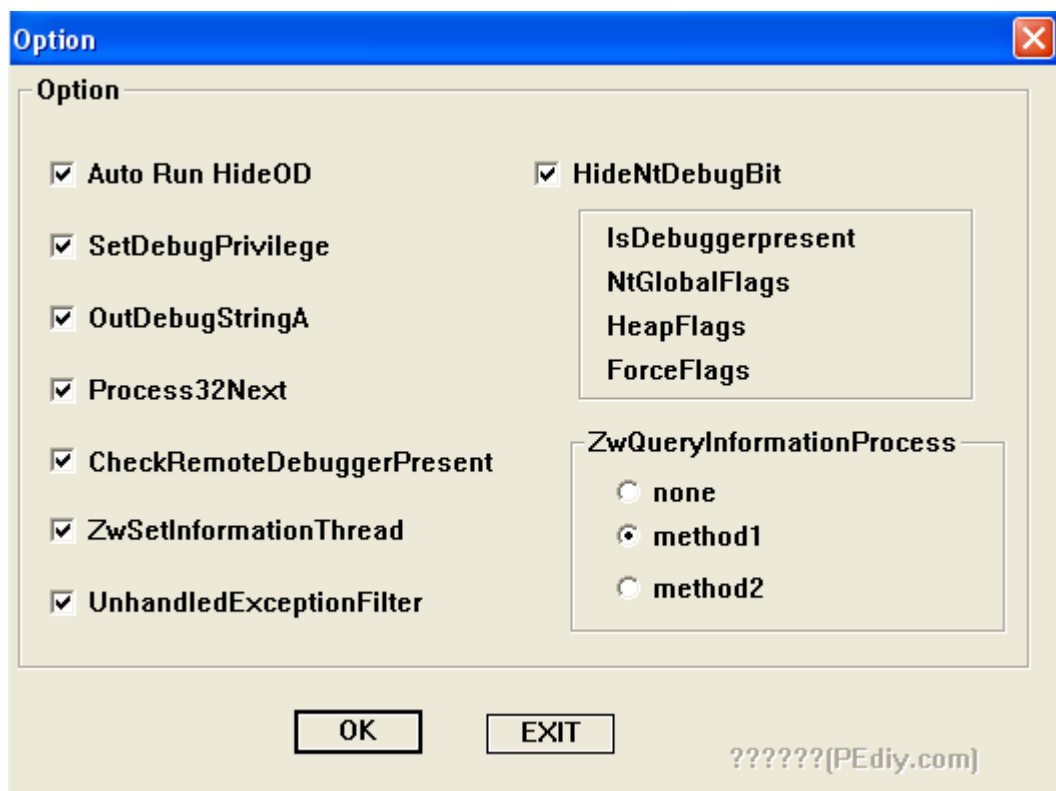 Option
Option
Auto Run HideOD
SetDebugPrivilege
OutDebugStringA
Process32Next
CheckRemoteDebuggerPresent
ZwSetInformationThread
UnhandledExceptionFilter
HideNtDebugBit
IsDebuggerpresent
NtGlobalFlags
HeapFlags
ForceFlags
ZwQueryInformationProcess
none
method1
method2
OK
EXIT
??????(PEdiy.com)